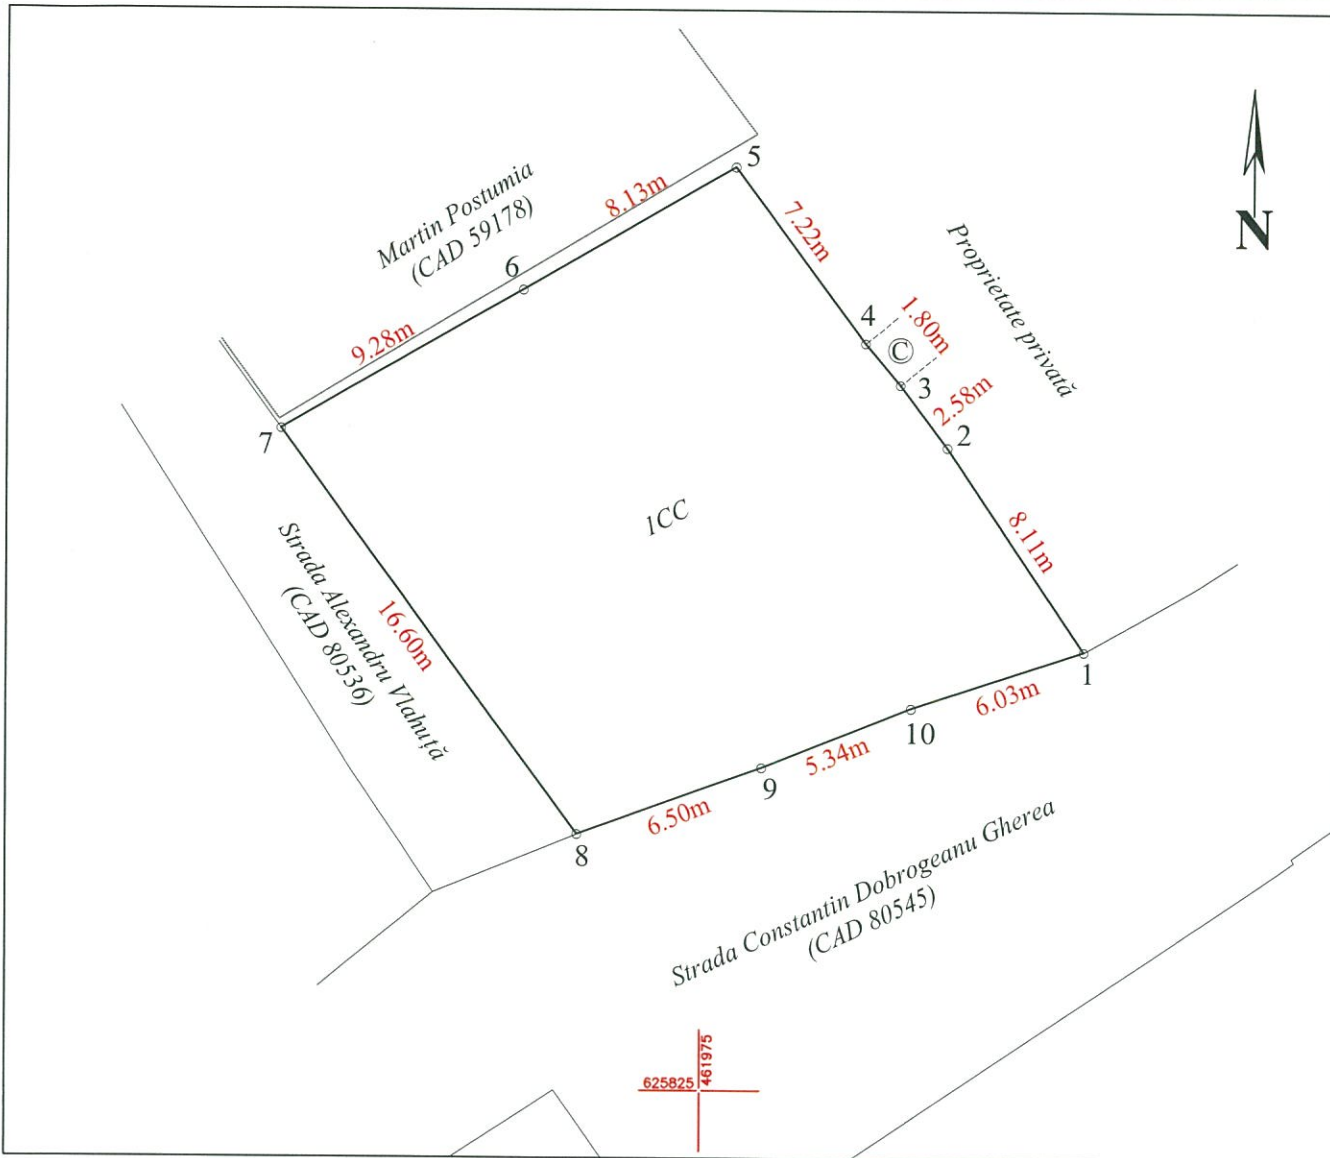 5
8.13m
Martin Postumia
(CAD 59178)
7.22m
N
Proprietate privată
6
4
1.80m
9.28m
©
3
2.58m
7
2
1CC
8.11m
Strada Alexandru Vlahuță
(CAD 80536)
16.60m
1
6.03m
10
5.34m
9
6.50m
8
Strada Constantin Dobrogeanu Gherea
(CAD 80545)
461975
625825